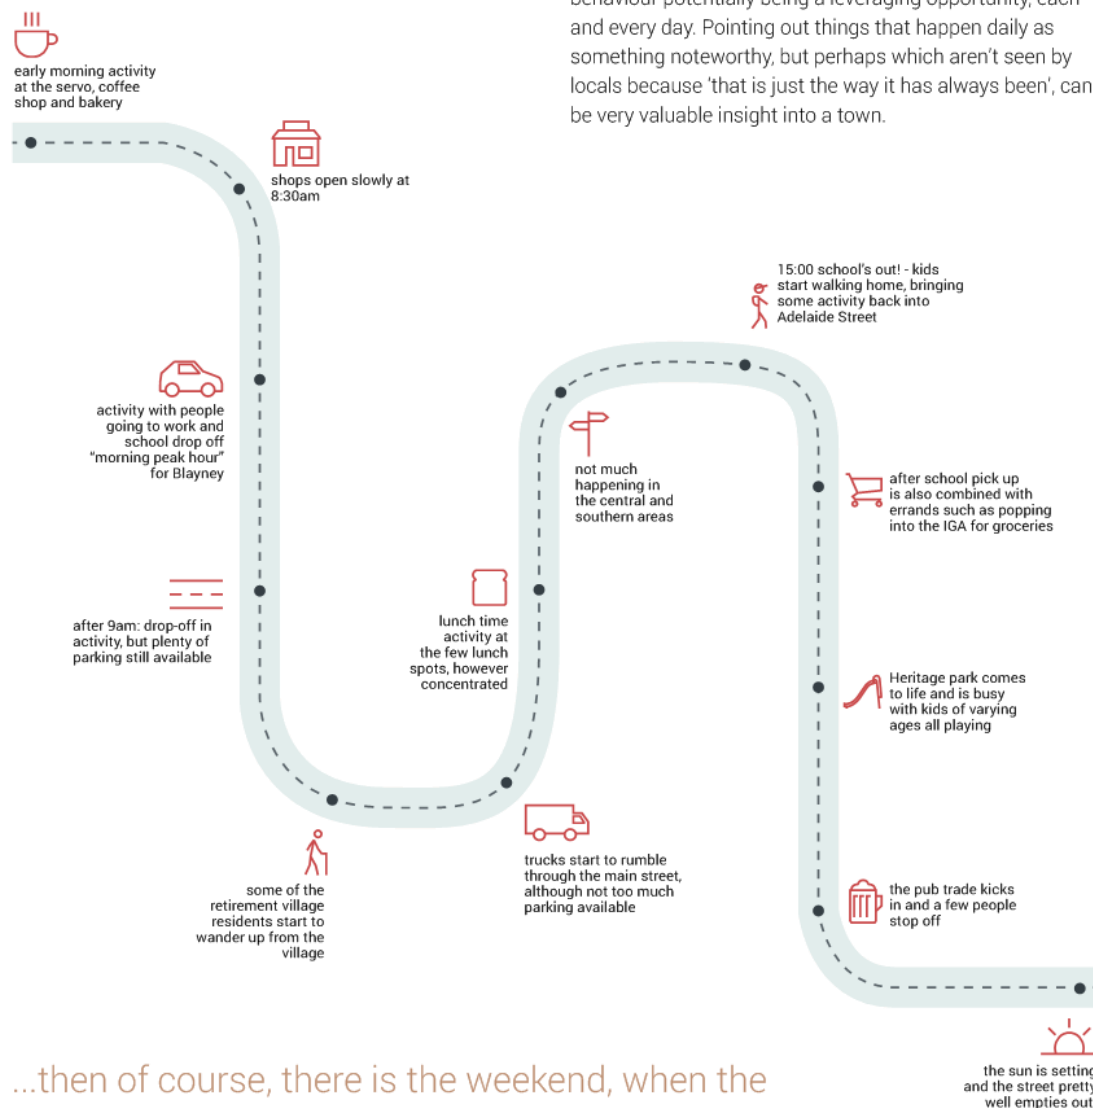 behaviour potentially being a leveraging opportunity, each
and every day. Pointing out things that happen daily as
something noteworthy, but perhaps which aren't seen by
locals because 'that is just the way it has always been', can
be very valuable insight into a town.
early morning activity
at the servo, coffee
shop and bakery
shops open slowly at
8:30am
activity with people
going to work and
school drop off
“morning peak hour”
for Blayney
after 9am: drop-off in
activity, but plenty of
parking still available
some of the
retirement village
residents start to
wander up from the
village
trucks start to rumble
through the main street,
although not too much
parking available
lunch time
activity at
the few lunch
spots, however
concentrated
not much
happening in
the central and
southern areas
15:00 school's out! - kids
start walking home, bringing
some activity back into
Adelaide Street
after school pick up
is also combined with
errands such as popping
into the IGA for groceries
Heritage park comes
to life and is busy
with kids of varying
ages all playing
the pub trade kicks
in and a few people
stop off
the sun is setting
and the street pretty
well empties out
...then of course, there is the weekend, when the